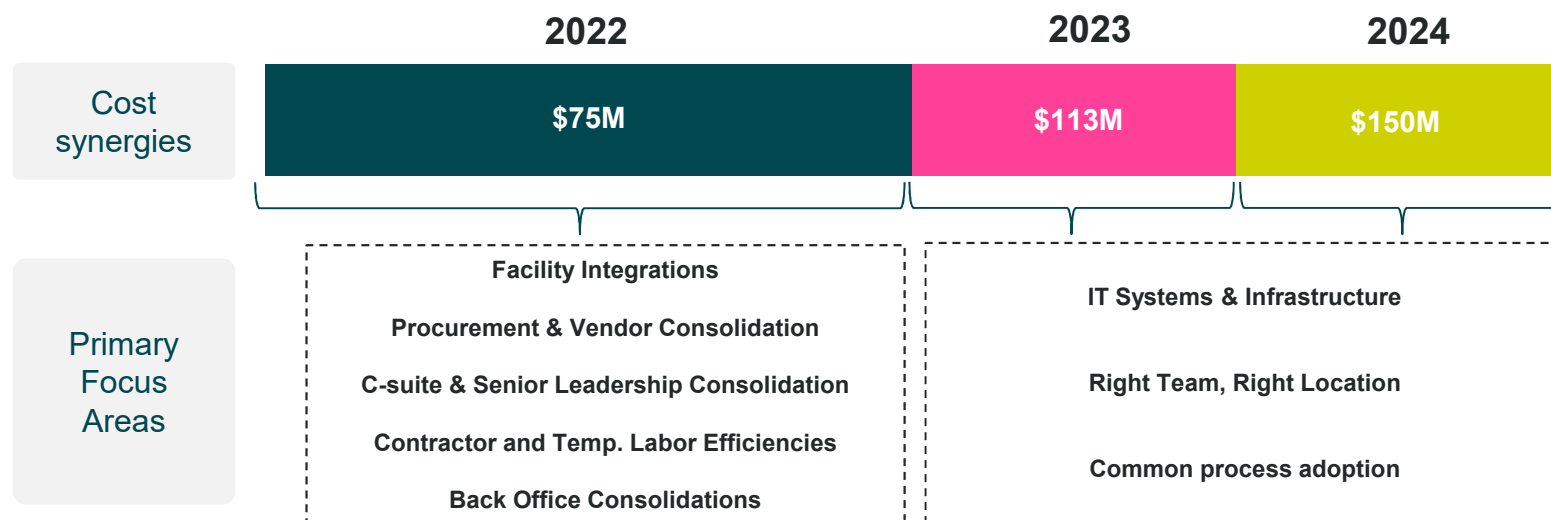 2022
2023
2024
Cost
synergies
$75M
$113M
$150M
Primary
Focus
Areas
Facility Integrations
Procurement & Vendor Consolidation
C-suite & Senior Leadership Consolidation
Contractor and Temp. Labor Efficiencies
Back Office Consolidations
IT Systems & Infrastructure
Right Team, Right Location
Common process adoption